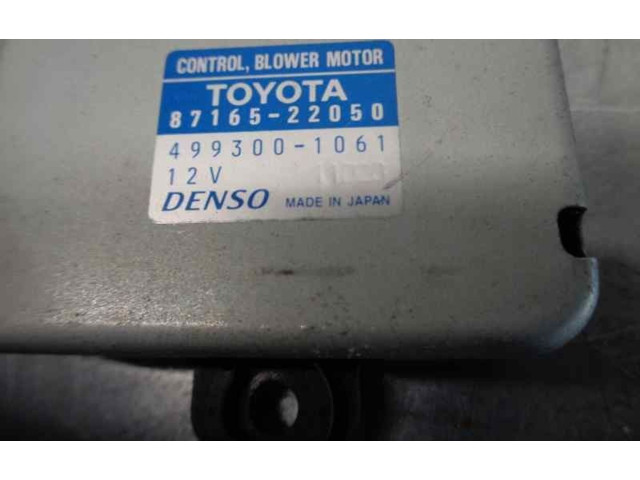 CONTROL, BLOWER MOTOR
TOYOTA
87165-22050
499300-1061
12V
DENSO MADE IN JAPAN